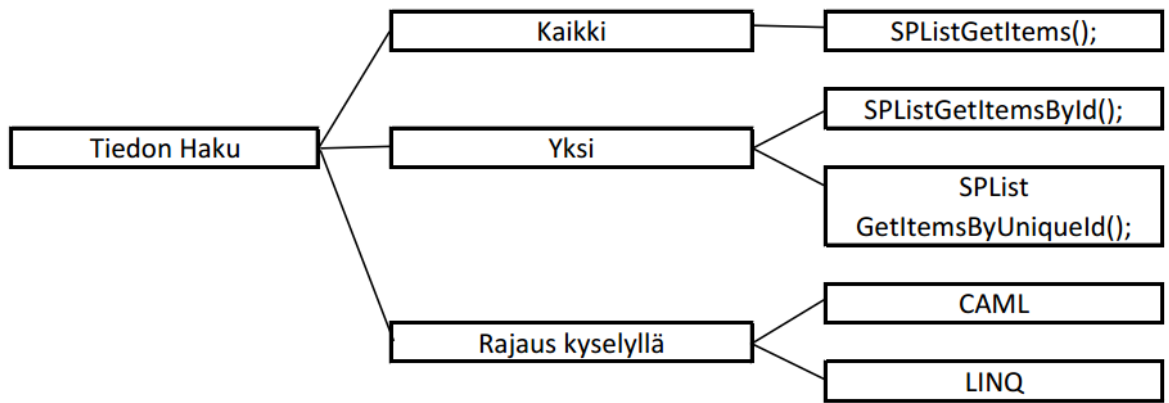 Kaikki
SPListGetItems();
Tiedon Haku
Yksi
SPListGetItemsById();
SPList
GetItemsByUniqueId();
Rajaus kyselyllä
CAML
LINQ